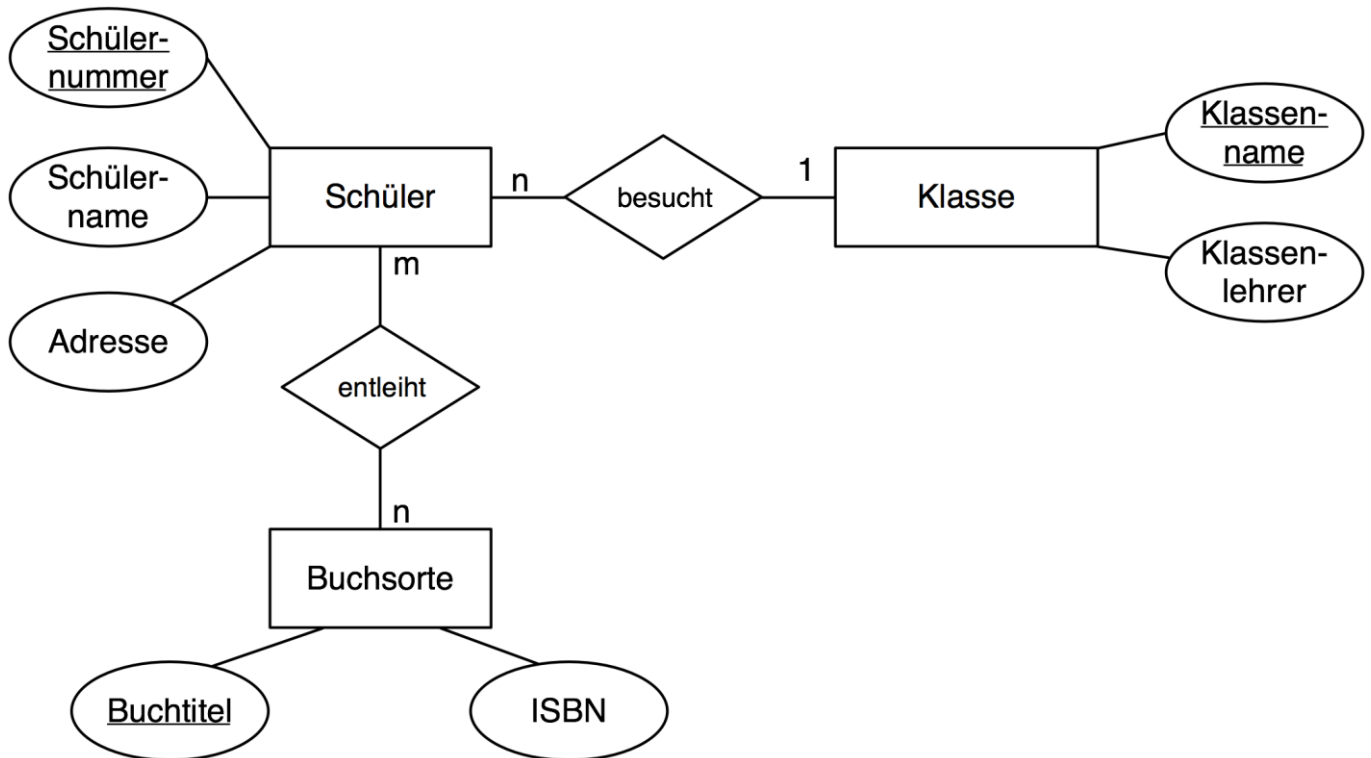 Schüler-
nummer
Schüler-
name
Adresse
Schüler
n
besucht
1
Klasse
Klassen-
name
Klassen-
lehrer
m
entleiht
n
Buchsorte
Buchtitel
ISBN